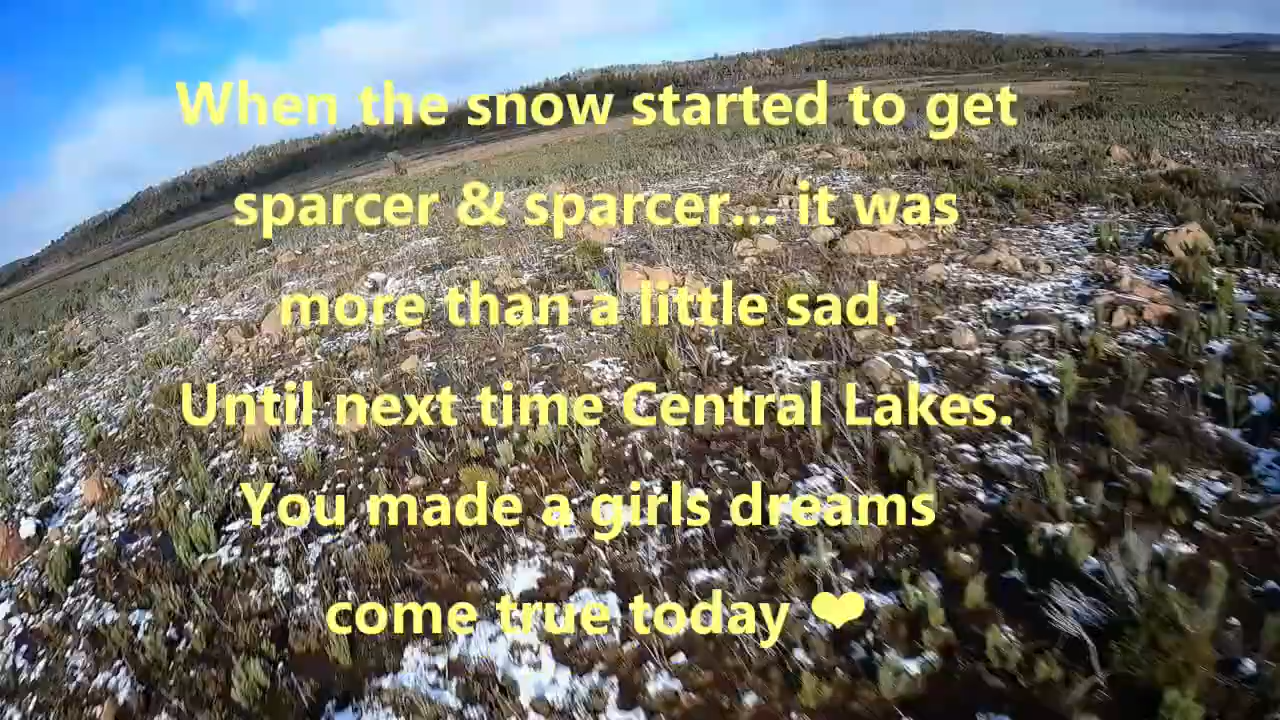 When the snow started to get
sparcer & sparcer... it was
more than a little sad.
Until next time Central Lakes.
You made a girls dreams
come true today ❤